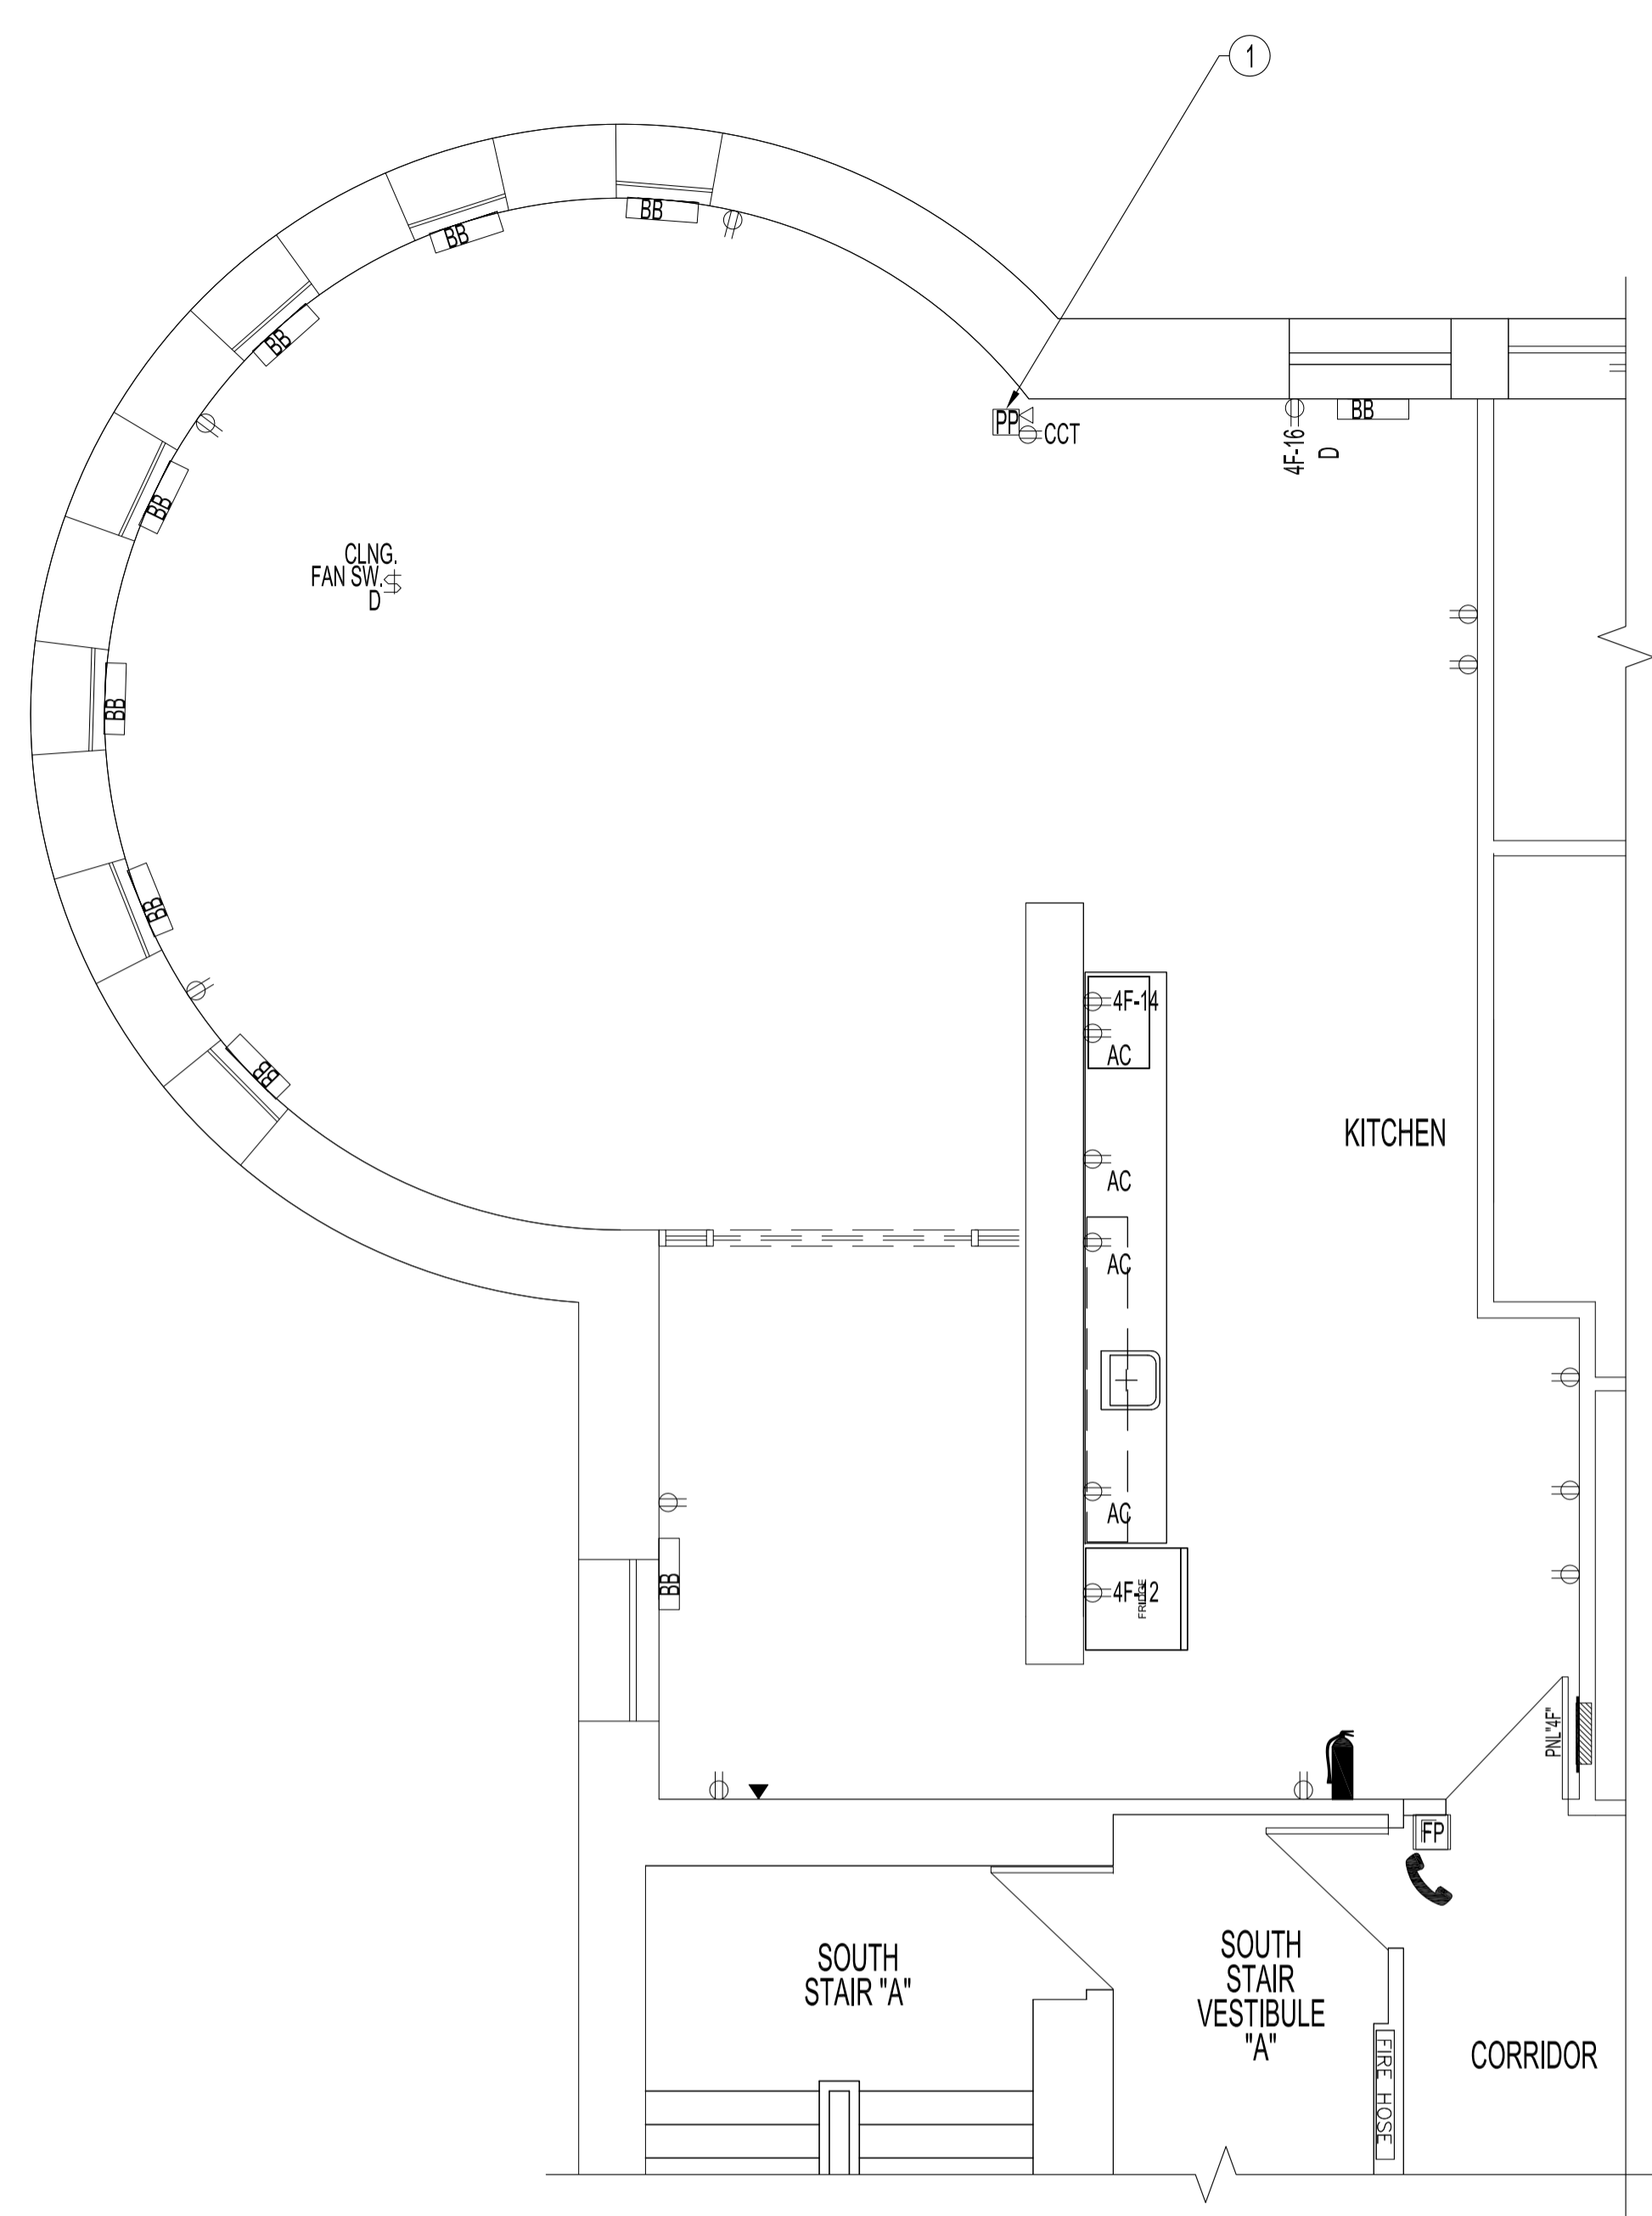 1
BB
BB
BB
BB
PP
CCT
4F-16
D
BB
CLNG.
FAN SW.
D
BB
BB
BB
4F-14
AC
KITCHEN
AC
AC
AC
BB
4F-12
FRIDGE
PNL"4F"
FP
SOUTH
STAIR "A"
SOUTH
STAIR
VESTIBULE
"A"
CORRIDOR
FIRE HOSE